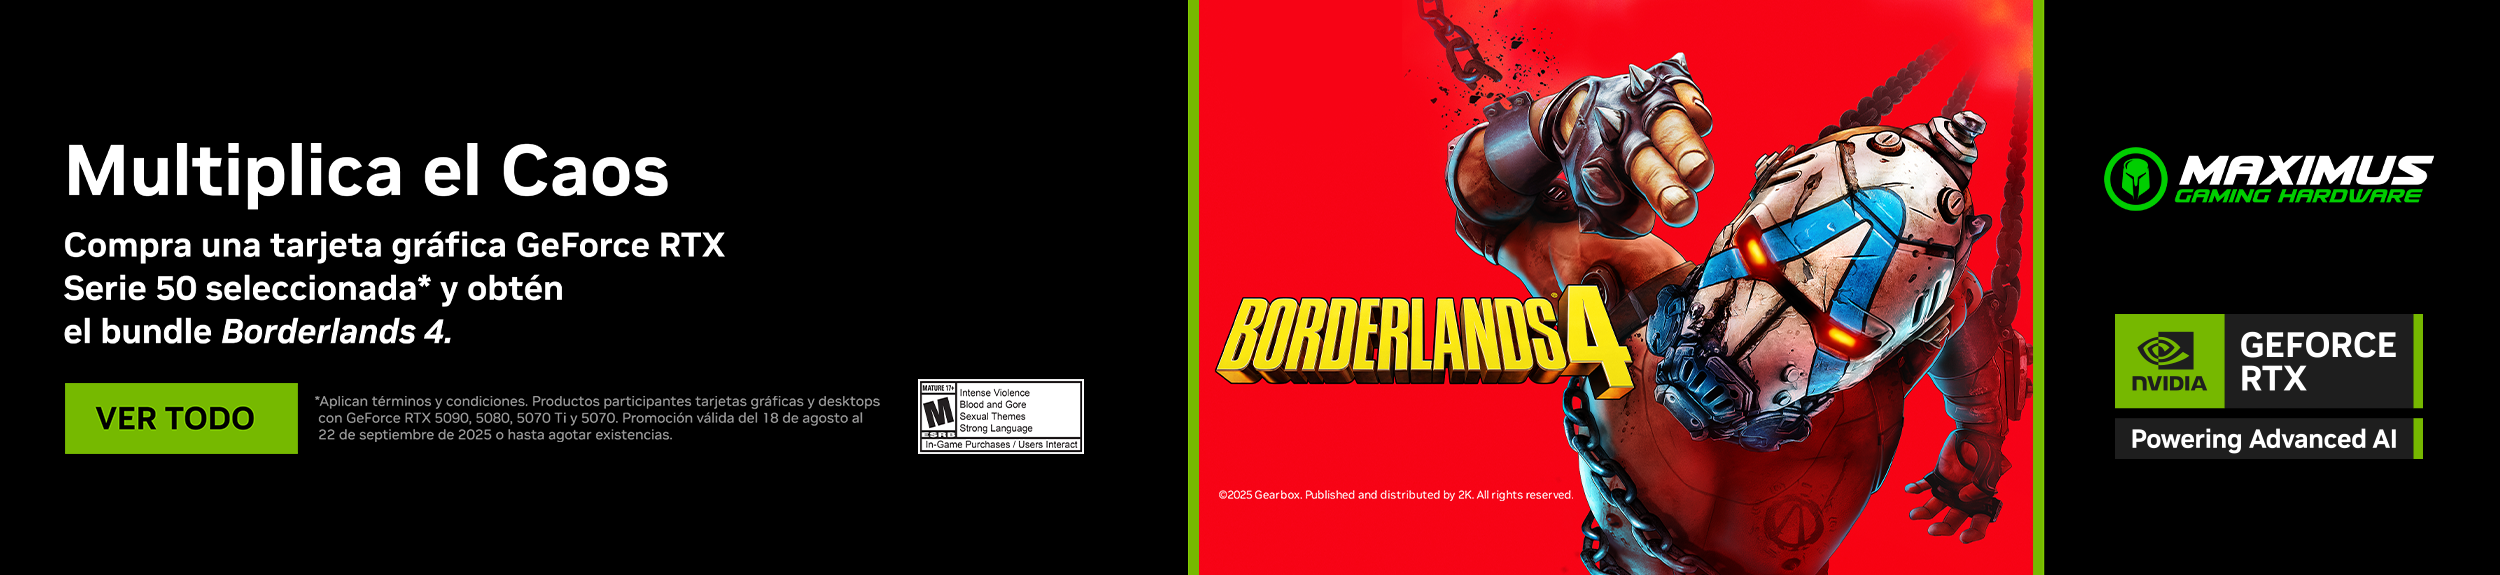 Multiplica el Caos
Compra una tarjeta gráfica GeForce RTX
Serie 50 seleccionada* y obtén
el bundle Borderlands 4.
VER TODO
*Aplican términos y condiciones. Productos participantes tarjetas gráficas y desktops
con GeForce RTX 5090, 5080, 5070 Ti y 5070. Promoción válida del 18 de agosto al
22 de septiembre de 2025 o hasta agotar existencias.
MATURE 17+
M
ESRB
Intense Violence
Blood and Gore
Sexual Themes
Strong Language
In-Game Purchases / Users Interact
BORDERLANDS 4
©2025 Gearbox. Published and distributed by 2K. All rights reserved.
MAXIMUS
GAMING HARDWARE
NVIDIA
GEFORCE
RTX
Powering Advanced AI